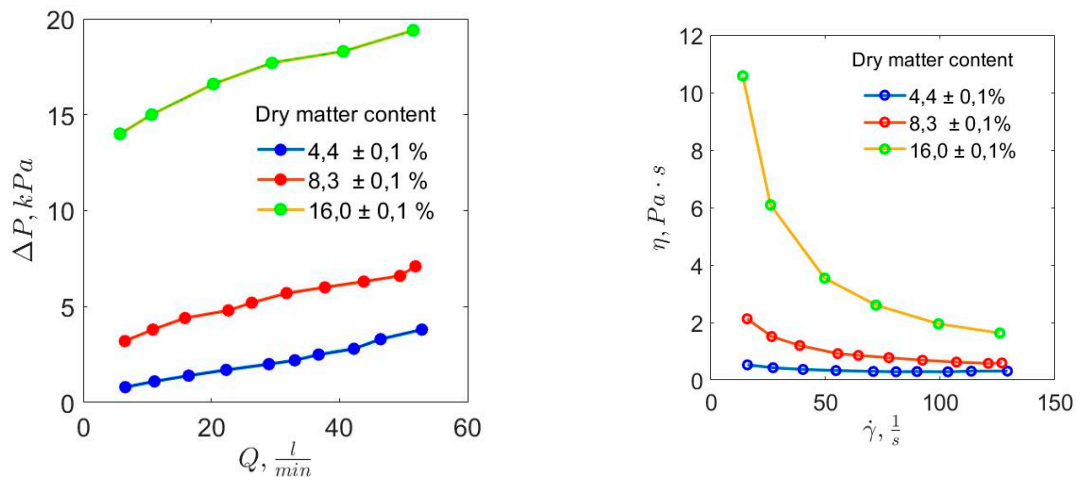 20
15
10
5
0
ΔP, kPa
Dry matter content
4,4 ± 0,1 %
8,3 ± 0,1 %
16,0 ± 0,1 %
0 20 40 60
Q, l/min
12
10
8
6
4
2
0
η, Pa · s
Dry matter content
4,4 ± 0,1%
8,3 ± 0,1%
16,0 ± 0,1%
0 50 100 150
γ̇, 1/s